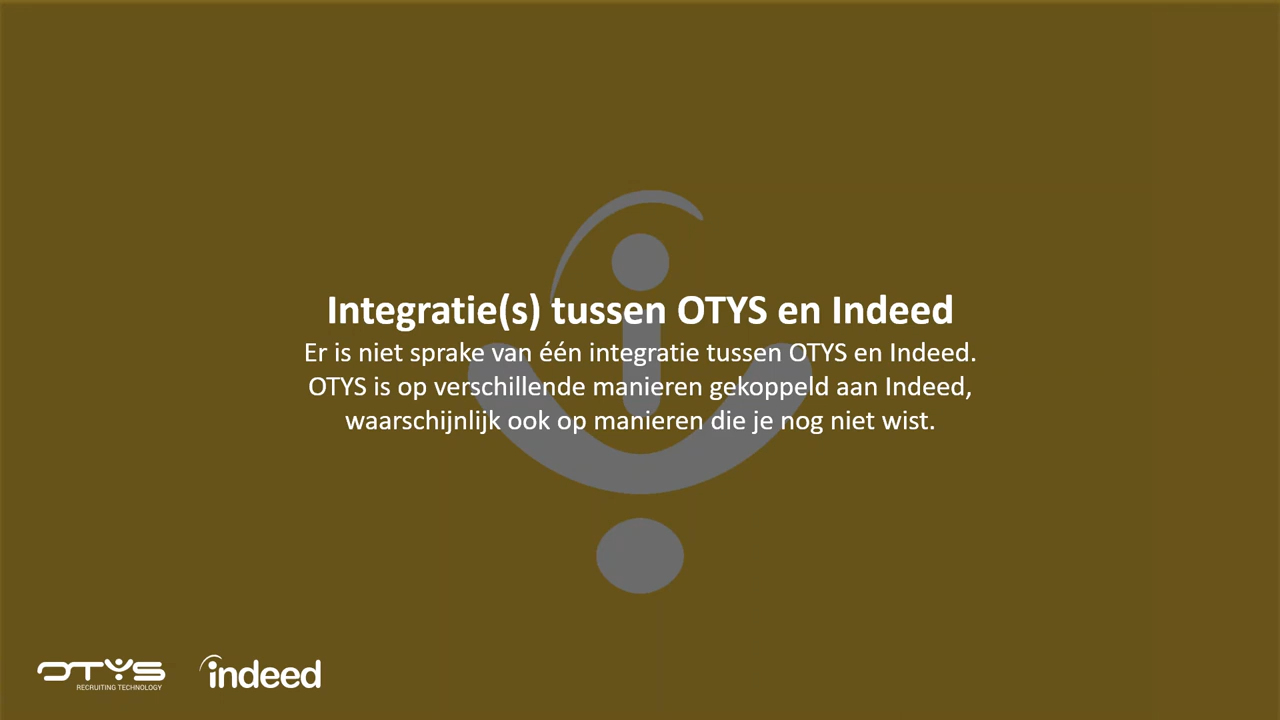 Integratie(s) tussen OTYS en Indeed
Er is niet sprake van één integratie tussen OTYS en Indeed.
OTYS is op verschillende manieren gekoppeld aan Indeed,
waarschijnlijk ook op manieren die je nog niet wist.
OTYS
RECRUITING TECHNOLOGY
indeed